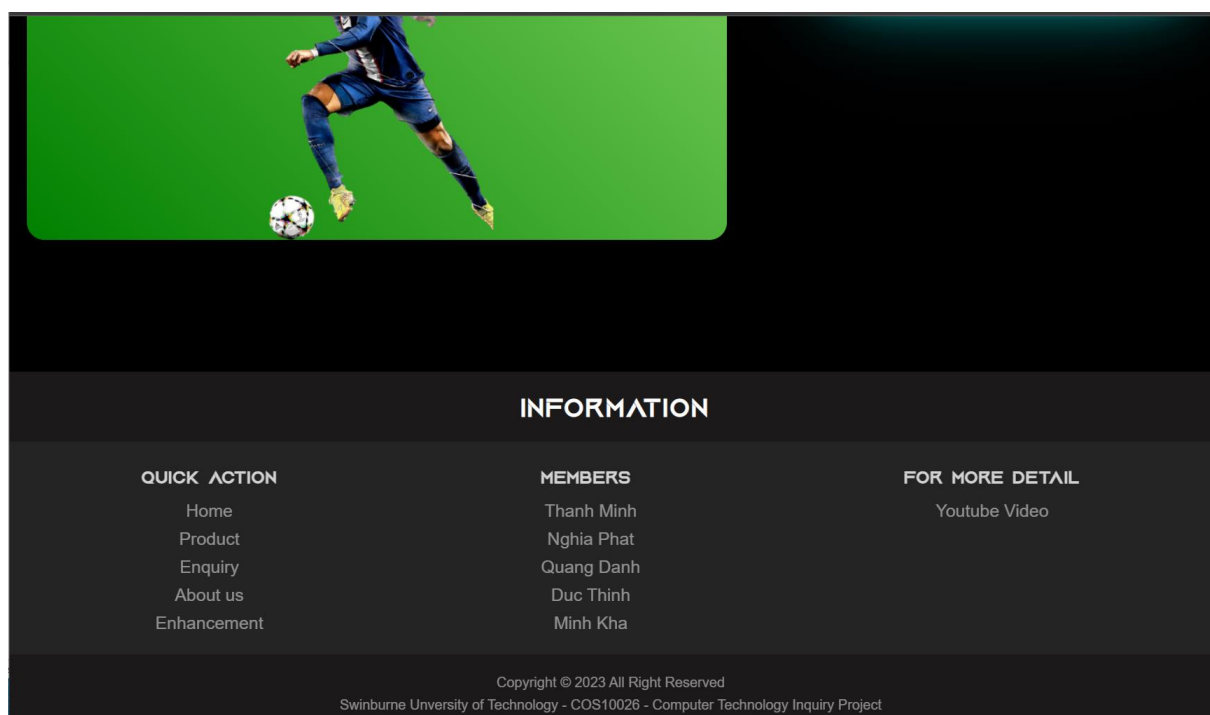 INFORMATION
QUICK ACTION
Home
Product
Enquiry
About us
Enhancement
MEMBERS
Thanh Minh
Nghia Phat
Quang Danh
Duc Thinh
Minh Kha
FOR MORE DETAIL
Youtube Video
Copyright © 2023 All Right Reserved
Swinburne Unversity of Technology - COS10026 - Computer Technology Inquiry Project